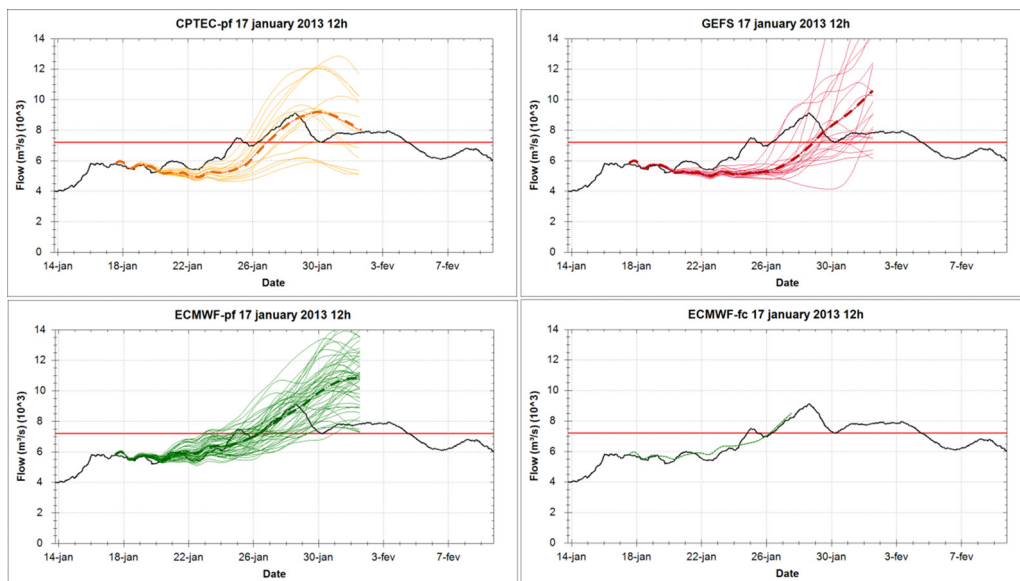 CPTEC-pf 17 january 2013 12h
Flow (m³/s) (10^3)
14
12
10
8
6
4
2
0
14-jan 18-jan 22-jan 26-jan 30-jan 3-fev 7-fev
Date
GEFS 17 january 2013 12h
Flow (m³/s) (10^3)
14
12
10
8
6
4
2
0
14-jan 18-jan 22-jan 26-jan 30-jan 3-fev 7-fev
Date
ECMWF-pf 17 january 2013 12h
Flow (m³/s) (10^3)
14
12
10
8
6
4
2
0
14-jan 18-jan 22-jan 26-jan 30-jan 3-fev 7-fev
Date
ECMWF-fc 17 january 2013 12h
Flow (m³/s) (10^3)
14
12
10
8
6
4
2
0
14-jan 18-jan 22-jan 26-jan 30-jan 3-fev 7-fev
Date